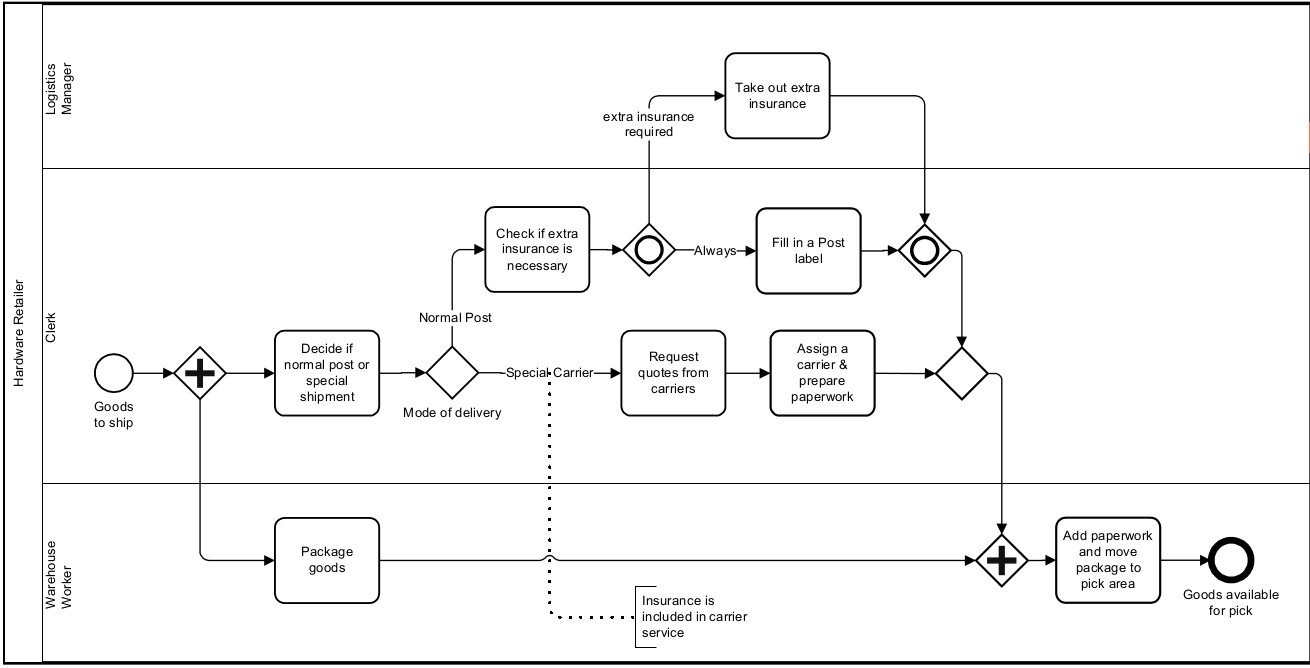 Hardware Retailer
Logistics
Manager
Take out extra
insurance
extra insurance
required
Clerk
Check if extra
insurance is
necessary
Always
Fill in a Post
label
Normal Post
Goods
to ship
Decide if
normal post or
special
shipment
Mode of delivery
Special Carrier
Request
quotes from
carriers
Assign a
carrier &
prepare
paperwork
Warehouse
Worker
Package
goods
Add paperwork
and move
package to
pick area
Goods available
for pick
Insurance is
included in carrier
service